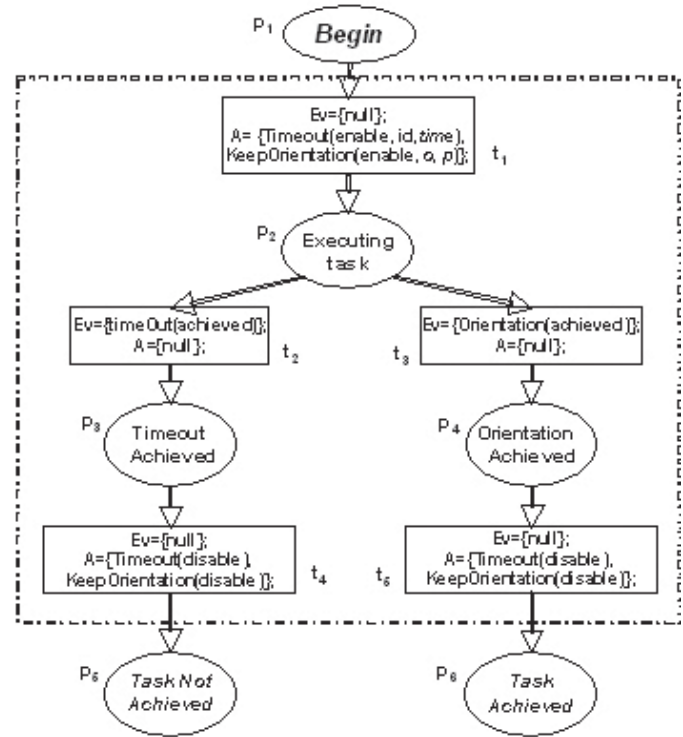 p1
Begin
Ev={null};
A= {Timeout(enable, id,time),
KeepOrientation(enable, o, p)};
t1
p2
Executing
task
Ev={timeOut(achieved)};
A={null};
t2
Ev={Orientation(achieved)};
A={null};
t3
p3
Timeout
Achieved
p4
Orientation
Achieved
Ev={null};
A={Timeout(disable),
KeepOrientation(disable)};
t4
Ev={null};
A={Timeout(disable),
KeepOrientation(disable)};
t5
p5
Task Not
Achieved
p6
Task
Achieved